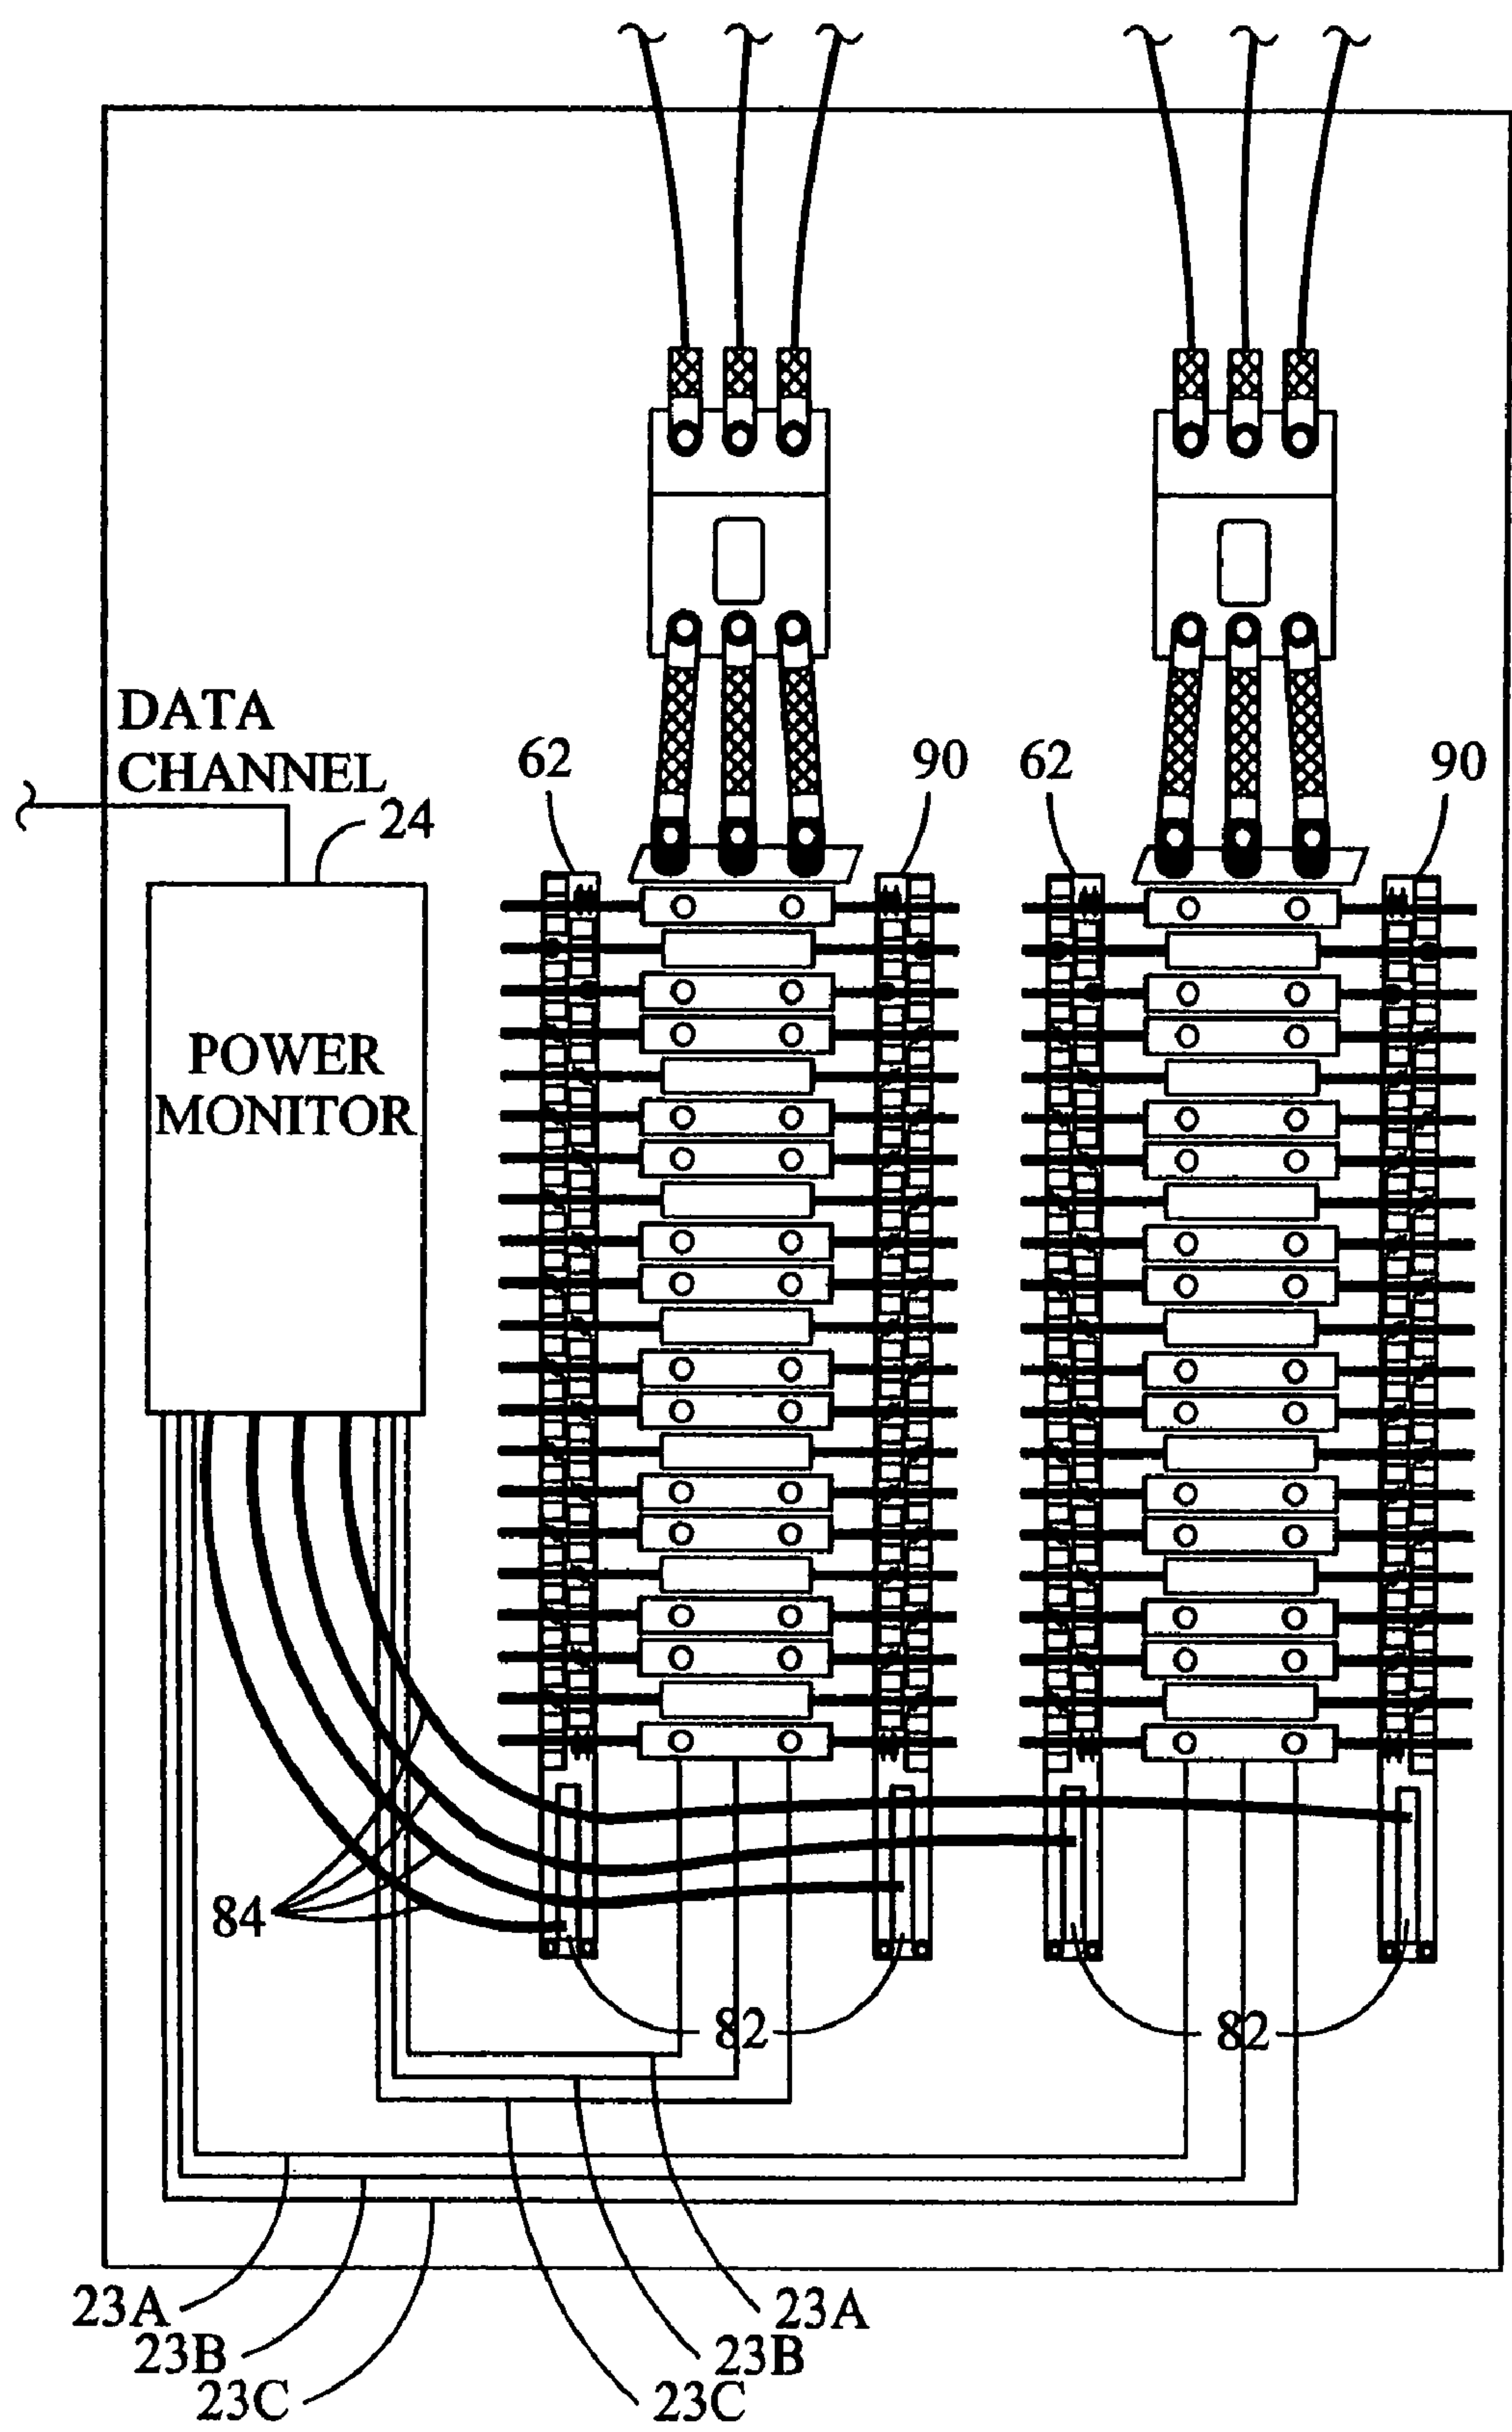 DATA
CHANNEL
24
62
90
62
90
POWER
MONITOR
84
82
82
23A
23B
23C
23A
23B
23C